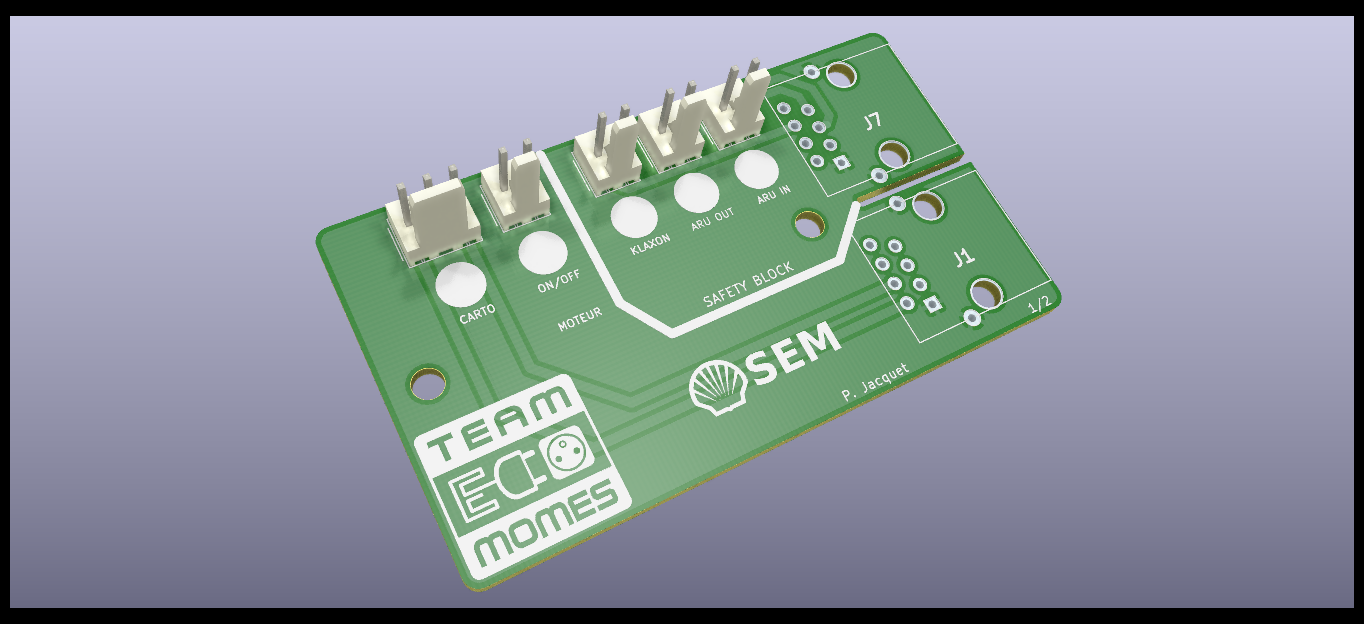 J7
J1
1/2
ARU IN
ARU OUT
KLAXON
ON/OFF
CARTO
MOTEUR
SAFETY BLOCK
SEM
P. Jacquet
TEAM
ECO
MOMES